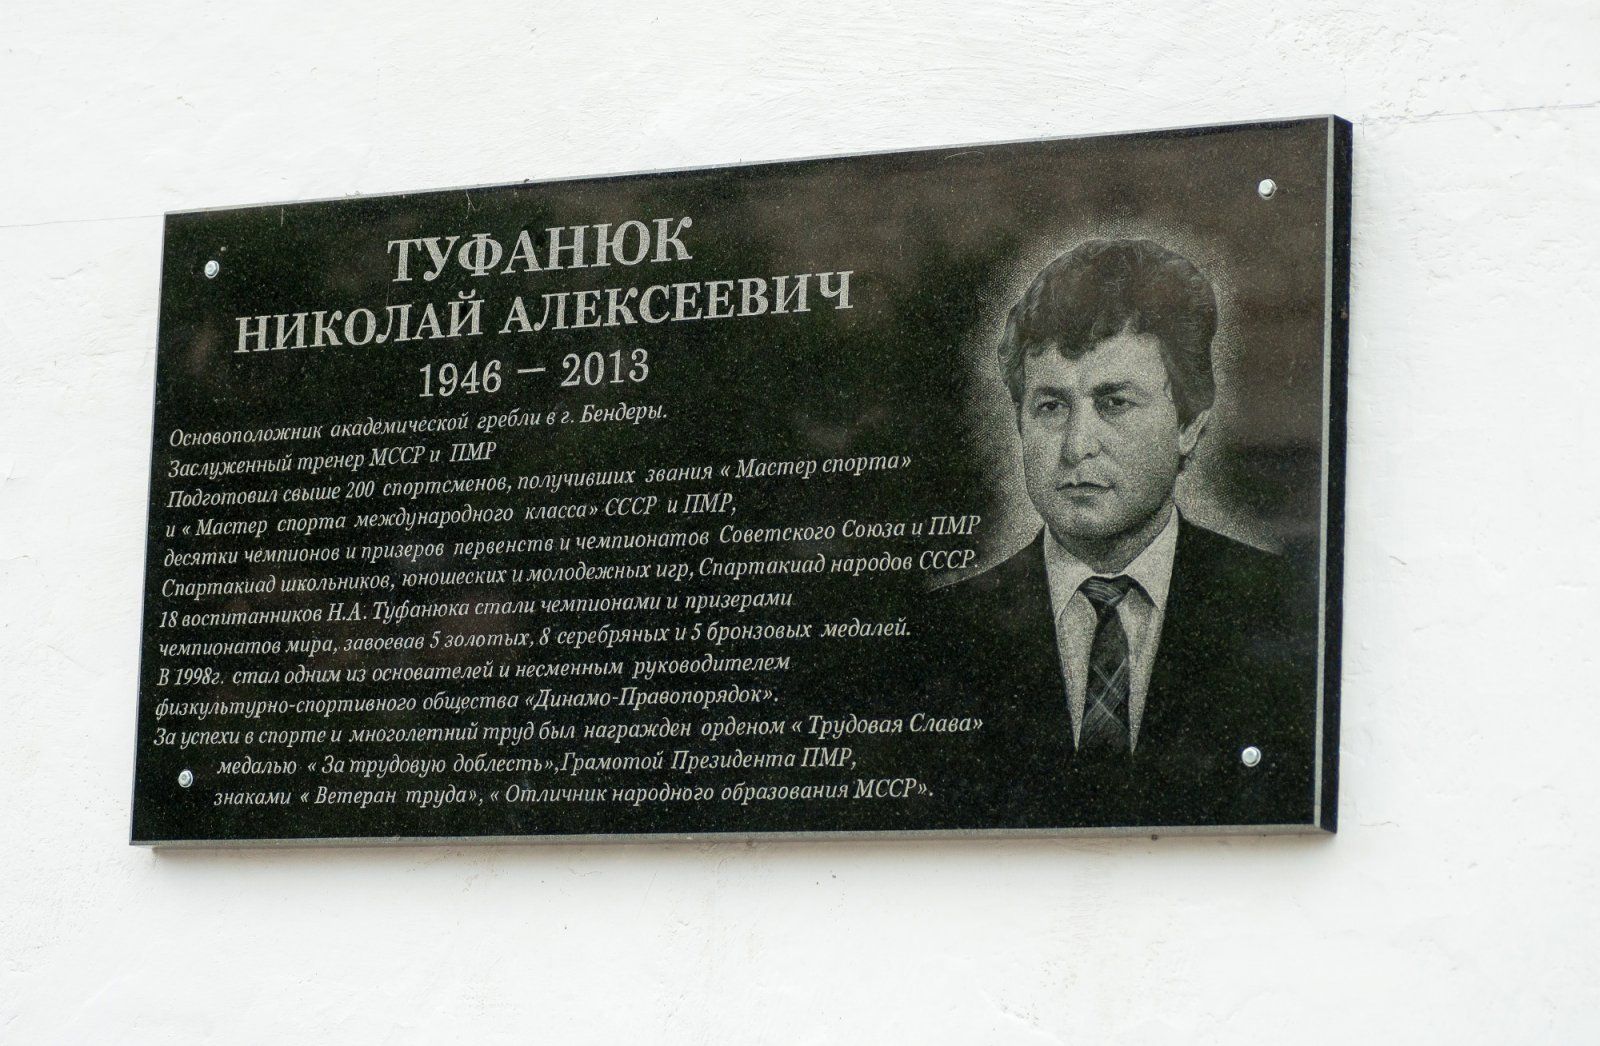 ТУФАНЮК
НИКОЛАЙ АЛЕКСЕЕВИЧ
1946 – 2013
Основоположник академической гребли в г. Бендеры.
Заслуженный тренер МССР и ПМР
Подготовил свыше 200 спортсменов, получивших звания « Мастер спорта»
и « Мастер спорта международного класса» СССР и ПМР,
десятки чемпионов и призеров первенств и чемпионатов Советского Союза и ПМР
Спартакиад школьников, юношеских и молодежных игр, Спартакиад народов СССР.
18 воспитанников Н.А. Туфанюка стали чемпионами и призерами
чемпионатов мира, завоевав 5 золотых, 8 серебряных и 5 бронзовых медалей.
В 1998г. стал одним из основателей и несменным руководителем
физкультурно-спортивного общества «Динамо-Правопорядок».
За успехи в спорте и многолетний труд был награжден орденом « Трудовая Слава»
медалью « За трудовую доблесть»,Грамотой Президента ПМР,
знаками « Ветеран труда», « Отличник народного образования МССР».